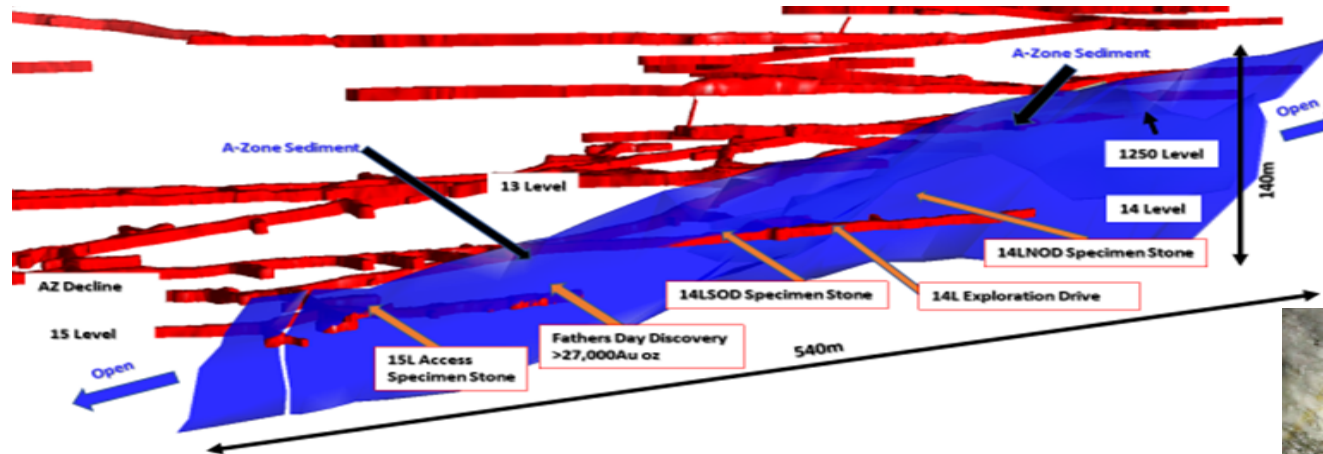 A-Zone Sediment
Open
A-Zone Sediment
1250 Level
13 Level
140m
14 Level
14LNOD Specimen Stone
AZ Decline
14LSOD Specimen Stone
14L Exploration Drive
15 Level
Fathers Day Discovery
>27,000Au oz
540m
15L Access
Specimen Stone
Open